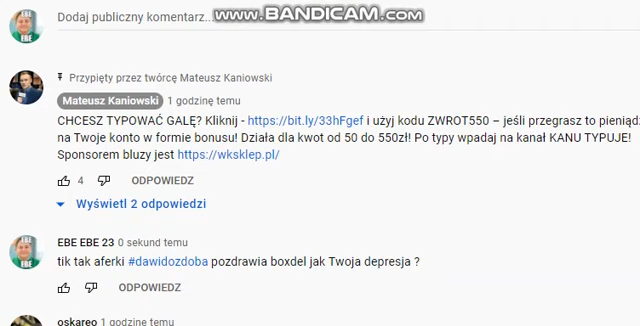 Dodaj publiczny komentarz...
www.BANDICAM.com
EBE
Przypięty przez twórcę Mateusz Kaniowski
Mateusz Kaniowski 1 godzinę temu
CHCESZ TYPOWAĆ GALĘ? Kliknij - https://bit.ly/33hFgef i użyj kodu ZWROT550 – jeśli przegrasz to pieniądz
na Twoje konto w formie bonusu! Działa dla kwot od 50 do 550zł! Po typy wpadaj na kanał KANU TYPUJE!
Sponsorem bluzy jest https://wksklep.pl/
4 ODPOWIEDZ
Wyświetl 2 odpowiedzi
EBE EBE 23 0 sekund temu
tik tak aferki #dawidozdoba pozdrawia boxdel jak Twoja depresja ?
EBE
ODPOWIEDZ
oskareo 1 godzinę temu